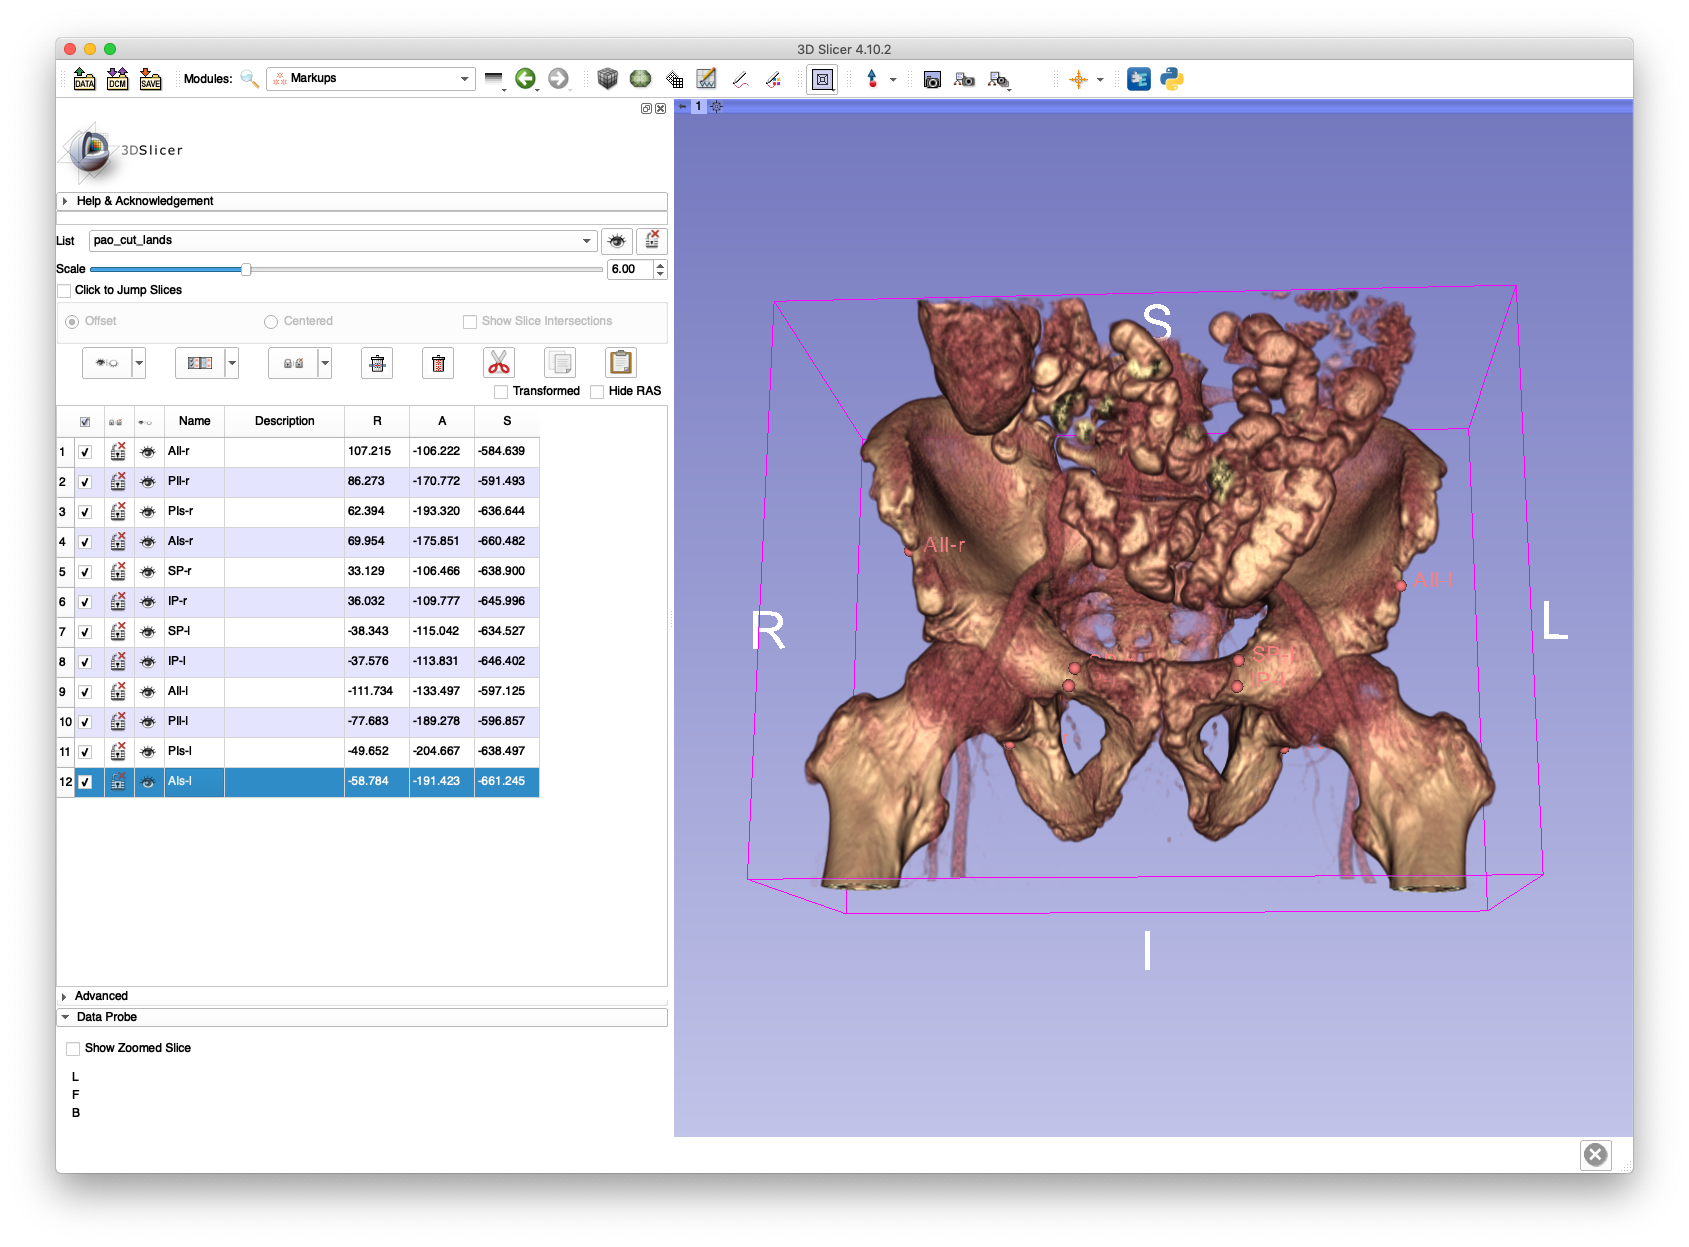 3D Slicer 4.10.2
DATA DCM SAVE Modules: Markups
1
3DSlicer
Help & Acknowledgement
List pao_cut_lands
Scale 6.00
Click to Jump Slices
Offset Centered Show Slice Intersections
Transformed Hide RAS
Name Description R A S
1 All-r 107.215 -106.222 -584.639
2 PIl-r 86.273 -170.772 -591.493
3 PIs-r 62.394 -193.320 -636.644
4 AIs-r 69.954 -175.851 -660.482
5 SP-r 33.129 -106.466 -638.900
6 IP-r 36.032 -109.777 -645.996
7 SP-l -38.343 -115.042 -634.527
8 IP-l -37.576 -113.831 -646.402
9 All-l -111.734 -133.497 -597.125
10 PIl-l -77.683 -189.278 -596.857
11 PIs-l -49.652 -204.667 -638.497
12 AIs-l -58.784 -191.423 -661.245
Advanced
Data Probe
Show Zoomed Slice
L
F
B
S
All-r
All-l
R
L
SP-l
IP-l
I